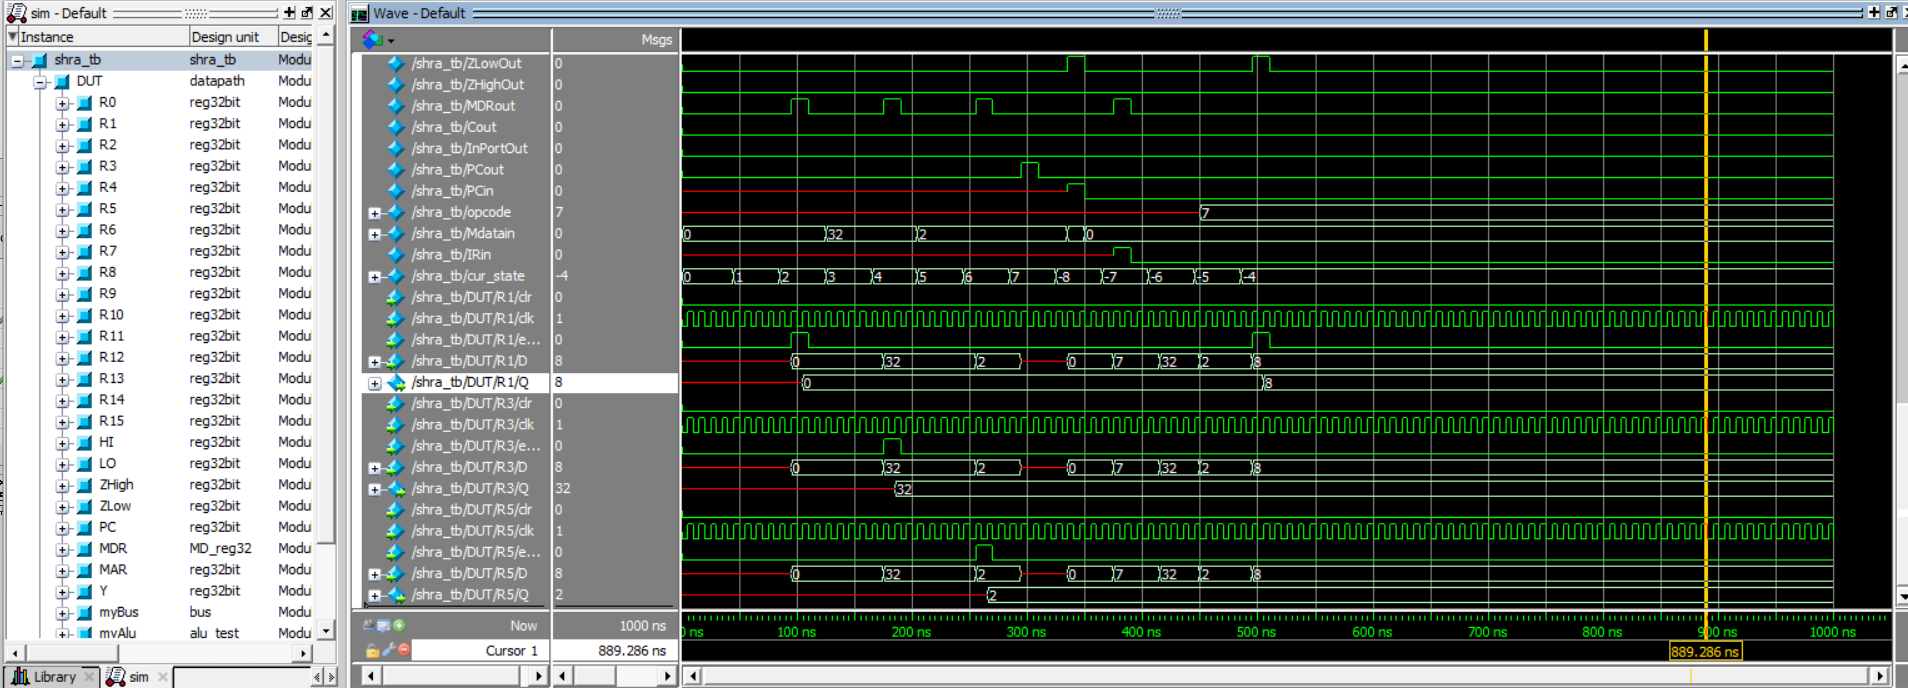 sim - Default
Instance Design unit Desig
shra_tb shra_tb Modu
DUT datapath Modu
R0 reg32bit Modu
R1 reg32bit Modu
R2 reg32bit Modu
R3 reg32bit Modu
R4 reg32bit Modu
R5 reg32bit Modu
R6 reg32bit Modu
R7 reg32bit Modu
R8 reg32bit Modu
R9 reg32bit Modu
R10 reg32bit Modu
R11 reg32bit Modu
R12 reg32bit Modu
R13 reg32bit Modu
R14 reg32bit Modu
R15 reg32bit Modu
HI reg32bit Modu
LO reg32bit Modu
ZHigh reg32bit Modu
ZLow reg32bit Modu
PC reg32bit Modu
MDR MD_reg32 Modu
MAR reg32bit Modu
Y reg32bit Modu
myBus bus Modu
myAlu alu_test Modu
Library sim
Wave - Default
Msgs
/shra_tb/ZLowOut 0
/shra_tb/ZHighOut 0
/shra_tb/MDRout 0
/shra_tb/Cout 0
/shra_tb/InPortOut 0
/shra_tb/PCout 0
/shra_tb/PCin 0
/shra_tb/opcode 7 7
/shra_tb/Mdatain 0 0 32 2 0
/shra_tb/IRin 0
/shra_tb/cur_state -4 0 1 2 3 4 5 6 7 -8 -7 -6 -5 -4
/shra_tb/DUT/R1/clr 0
/shra_tb/DUT/R1/clk 1
/shra_tb/DUT/R1/e... 0
/shra_tb/DUT/R1/D 8 0 32 2 0 7 32 2 8
/shra_tb/DUT/R1/Q 8 0 8
/shra_tb/DUT/R3/clr 0
/shra_tb/DUT/R3/clk 1
/shra_tb/DUT/R3/e... 0
/shra_tb/DUT/R3/D 8 0 32 2 0 7 32 2 8
/shra_tb/DUT/R3/Q 32 32
/shra_tb/DUT/R5/clr 0
/shra_tb/DUT/R5/clk 1
/shra_tb/DUT/R5/e... 0
/shra_tb/DUT/R5/D 8 0 32 2 0 7 32 2 8
/shra_tb/DUT/R5/Q 2 2
Now 1000 ns 0 ns 100 ns 200 ns 300 ns 400 ns 500 ns 600 ns 700 ns 800 ns 900 ns 1000 ns
Cursor 1 889.286 ns 889.286 ns